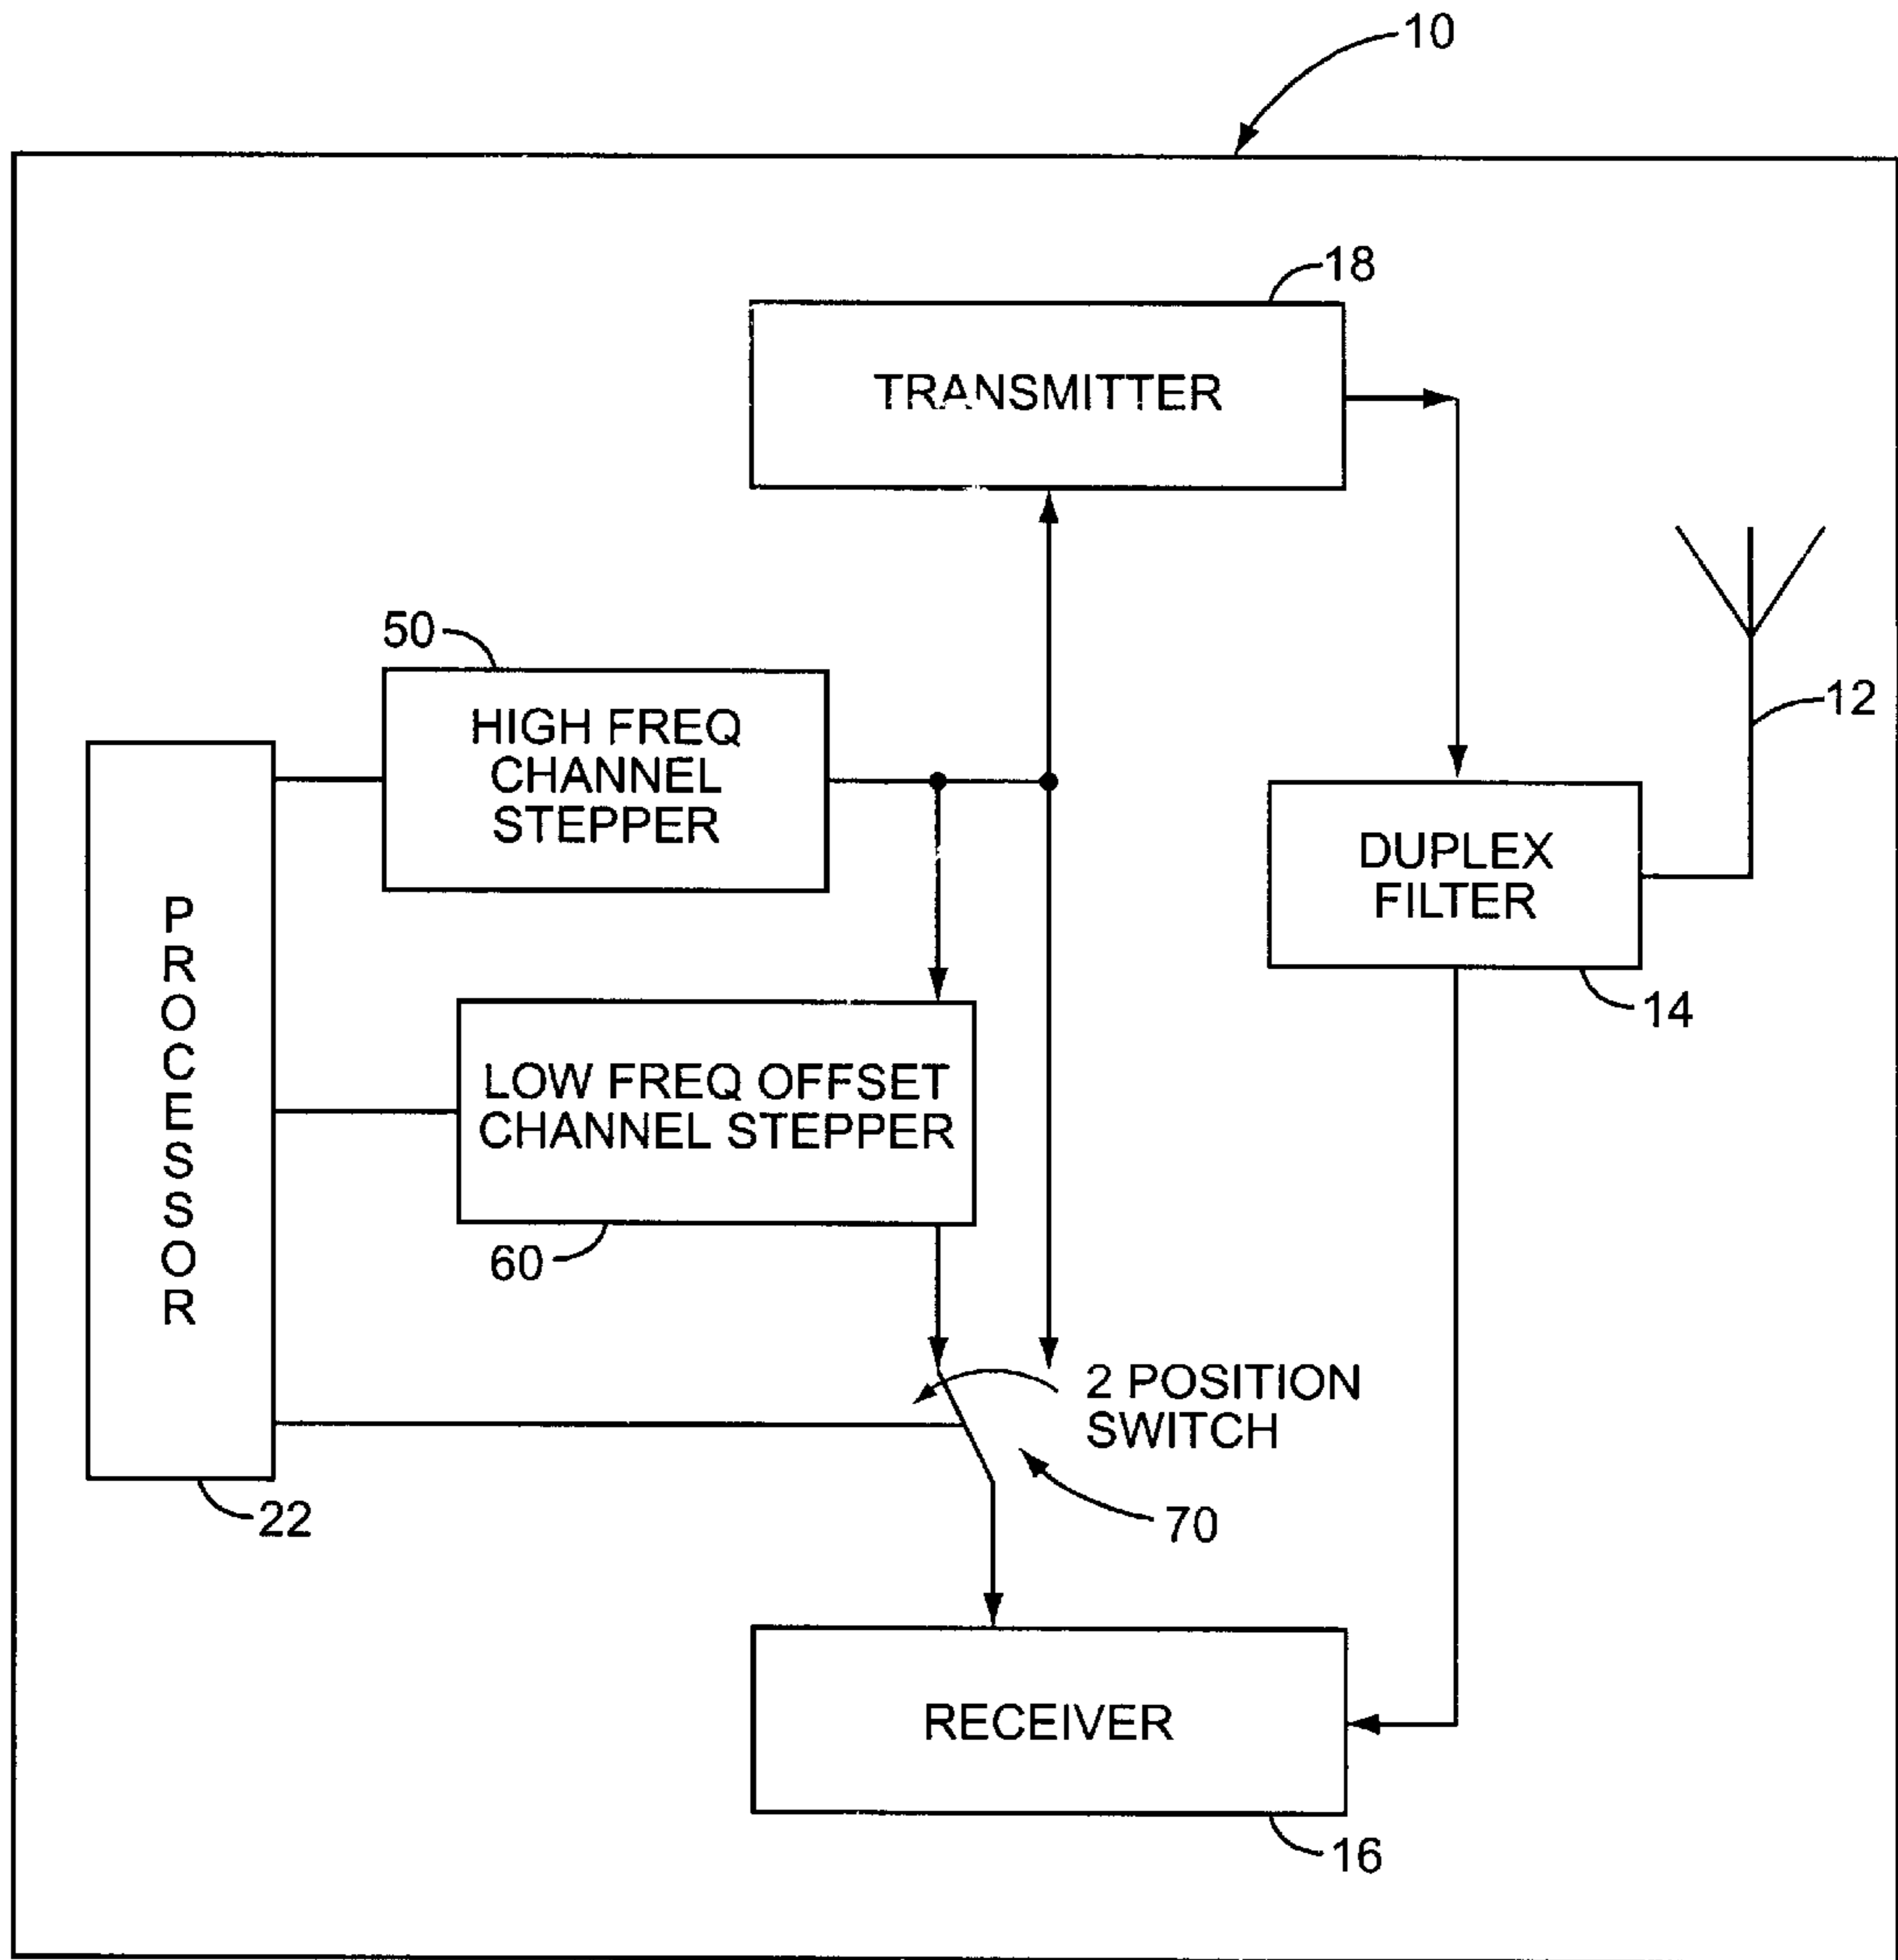 10
18
TRANSMITTER
50
HIGH FREQ
CHANNEL
STEPPER
12
DUPLEX
FILTER
14
PROCESSOR
LOW FREQ OFFSET
CHANNEL STEPPER
60
2 POSITION
SWITCH
22
70
RECEIVER
16